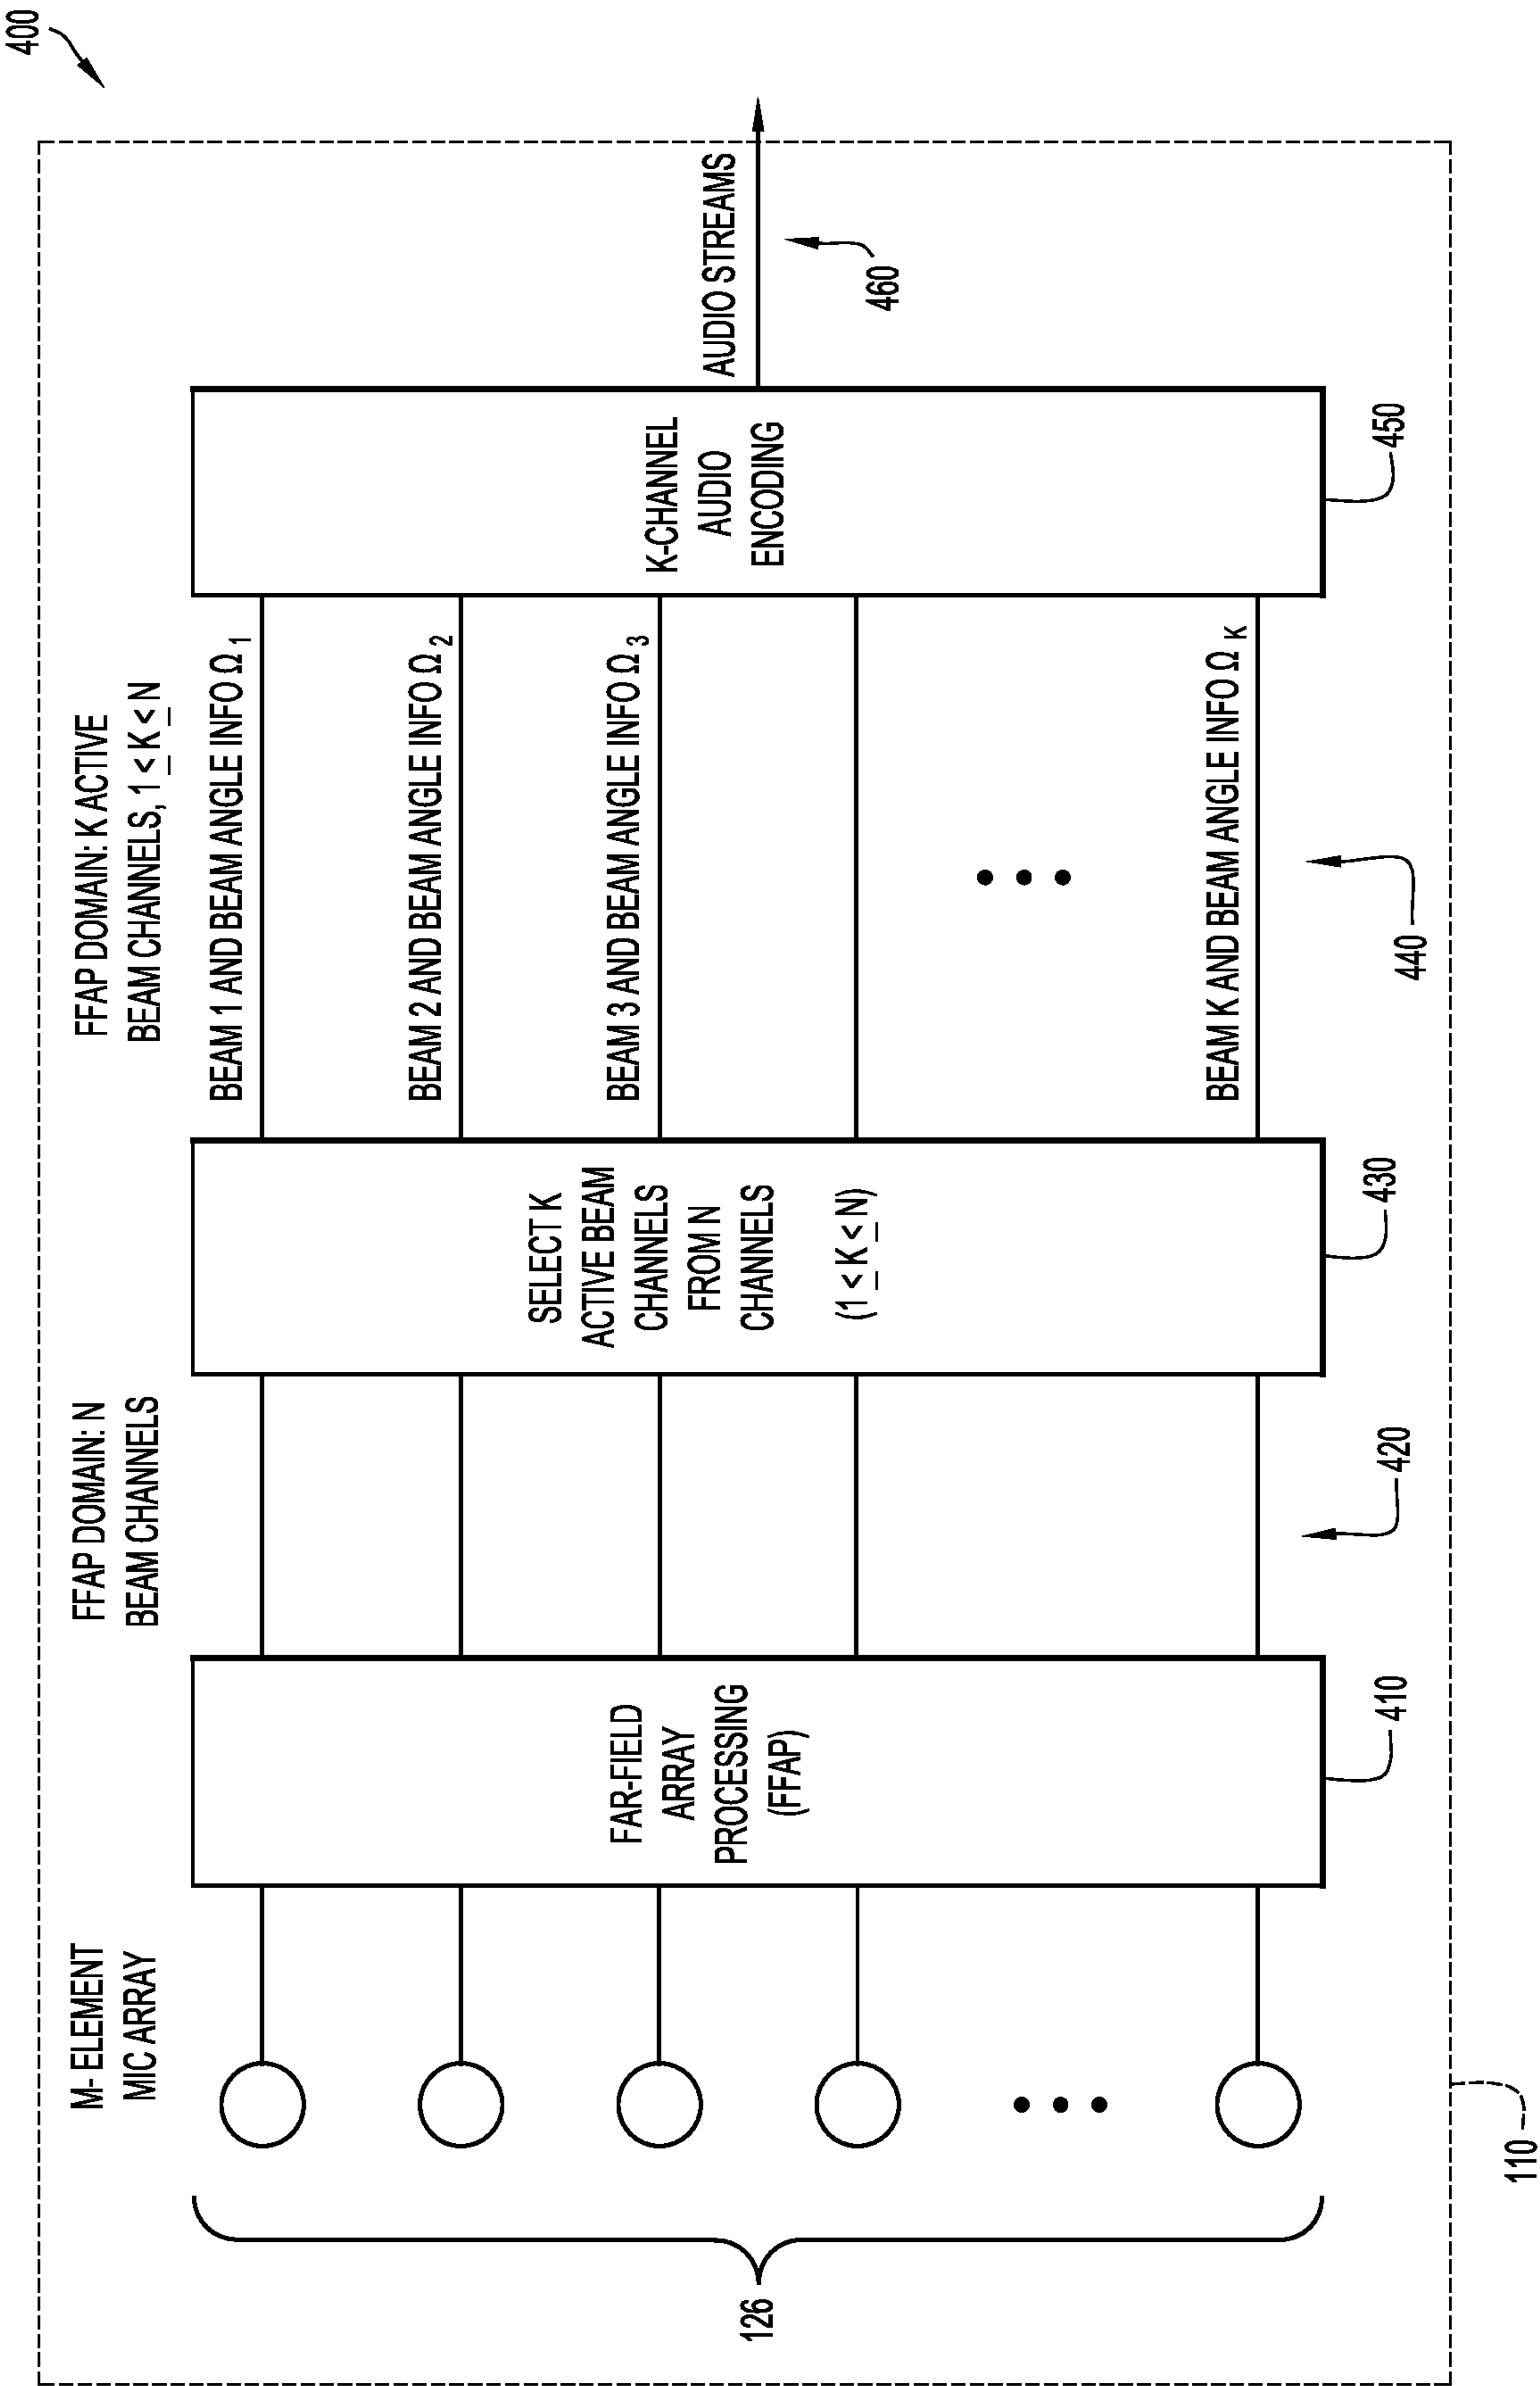 400
M- ELEMENT
MIC ARRAY
FFAP DOMAIN: N
BEAM CHANNELS
FFAP DOMAIN: K ACTIVE
BEAM CHANNELS, 1 ≤ K ≤ N
126
FAR-FIELD
ARRAY
PROCESSING
(FFAP)
SELECT K
ACTIVE BEAM
CHANNELS
FROM N
CHANNELS
(1 ≤ K ≤ N)
BEAM 1 AND BEAM ANGLE INFO Ω1
BEAM 2 AND BEAM ANGLE INFO Ω2
BEAM 3 AND BEAM ANGLE INFO Ω3
BEAM K AND BEAM ANGLE INFO ΩK
K-CHANNEL
AUDIO
ENCODING
AUDIO STREAMS
460
410
420
430
440
450
110